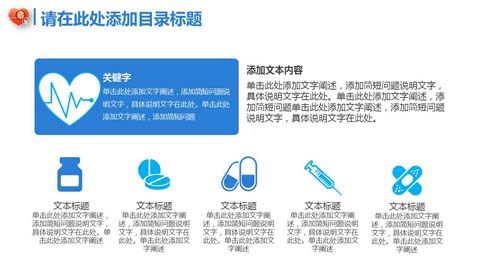 请在此处添加目录标题
关键字
单击此处添加文字阐述，添加简短问题说
明文字，具体说明文字在此处。单击此处
添加文字阐述，添加简短问题
添加文本内容
单击此处添加文字阐述，添加简短问题说明文字，
具体说明文字在此处。单击此处添加文字阐述，添
加简短问题单击此处添加文字阐述，添加简短问题
说明文字，具体说明文字在此处。
文本标题
单击此处添加文字阐述，
添加简短问题说明文字，
具体说明文字在此处。单
击此处添加文字阐述
文本标题
单击此处添加文字阐
述，添加简短问题说明
文字，具体说明文字在
此处。单击此处添加文
字阐述
文本标题
单击此处添加文字阐
述，添加简短问题说明
文字，具体说明文字在
此处。单击此处添加文
字阐述
文本标题
单击此处添加文字阐述，
添加简短问题说明文字，
具体说明文字在此处。单
击此处添加文字阐述
文本标题
单击此处添加文字阐
述，添加简短问题说明
文字，具体说明文字在
此处。单击此处添加文
字阐述